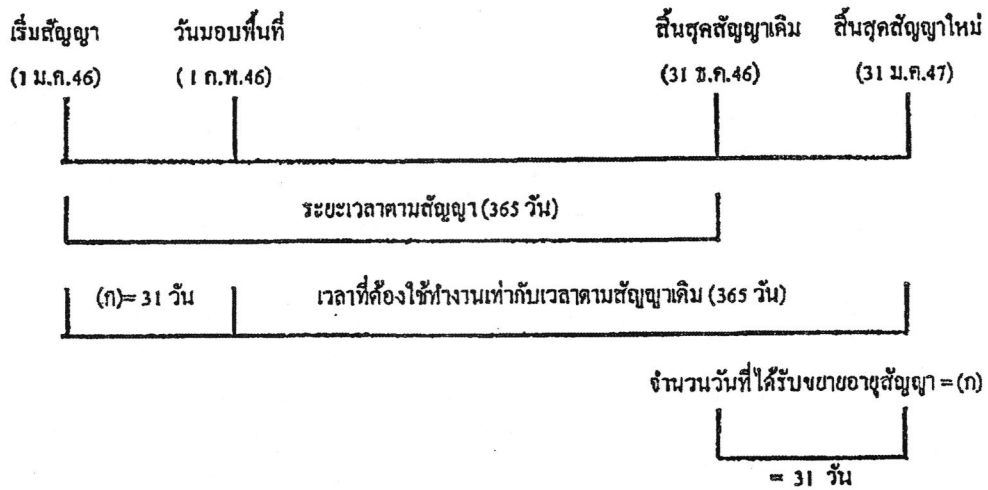 เริ่มสัญญา วันมอบพื้นที่ สิ้นสุดสัญญาเดิม สิ้นสุดสัญญาใหม่
(1 ม.ค.46) (1 ก.พ.46) (31 ธ.ค.46) (31 ม.ค.47)
ระยะเวลาตามสัญญา (365 วัน)
(ก)= 31 วัน เวลาที่ต้องใช้ทำงานเท่ากับเวลาตามสัญญาเดิม (365 วัน)
จำนวนวันที่ได้รับขยายอายุสัญญา = (ก)
= 31 วัน